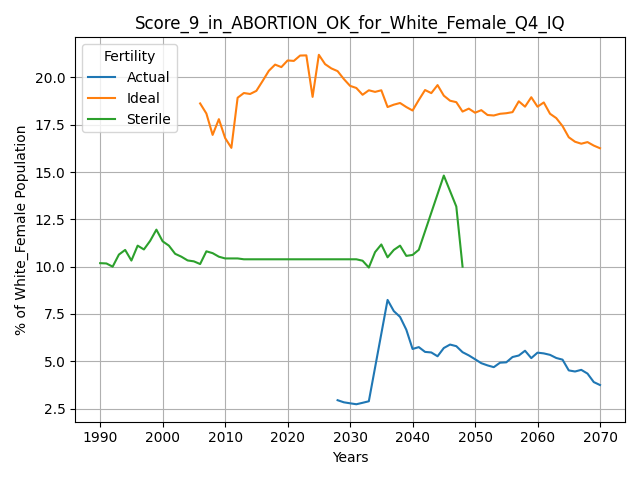 Score_9_in_ABORTION_OK_for_White_Female_Q4_IQ
Fertility
Actual
Ideal
Sterile
% of White_Female Population
20.0
17.5
15.0
12.5
10.0
7.5
5.0
2.5
1990 2000 2010 2020 2030 2040 2050 2060 2070
Years